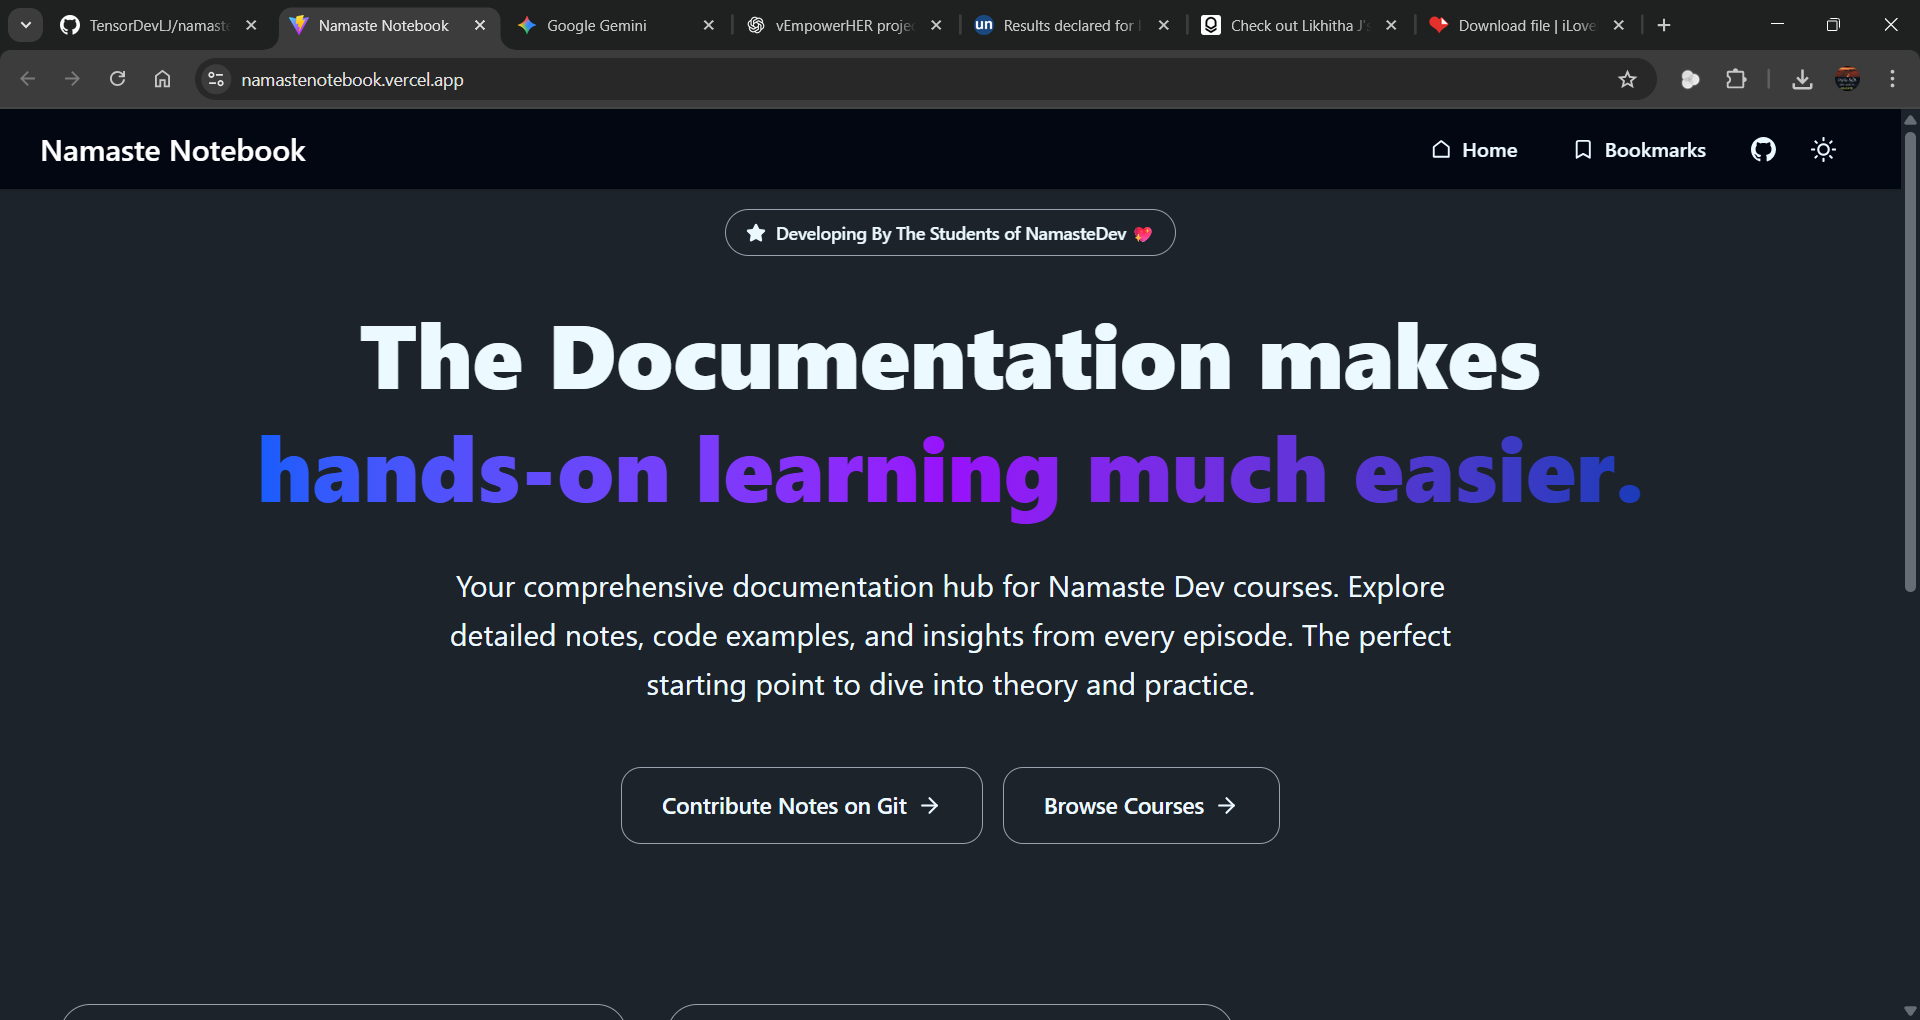 TensorDevLJ/namaste
Namaste Notebook
Google Gemini
vEmpowerHER proje
un
Results declared for
Check out Likhitha J's
Download file | iLove
namastenotebook.vercel.app
Namaste Notebook
Home
Bookmarks
Developing By The Students of NamasteDev 💖
The Documentation makes
hands-on learning much easier.
Your comprehensive documentation hub for Namaste Dev courses. Explore
detailed notes, code examples, and insights from every episode. The perfect
starting point to dive into theory and practice.
Contribute Notes on Git →
Browse Courses →